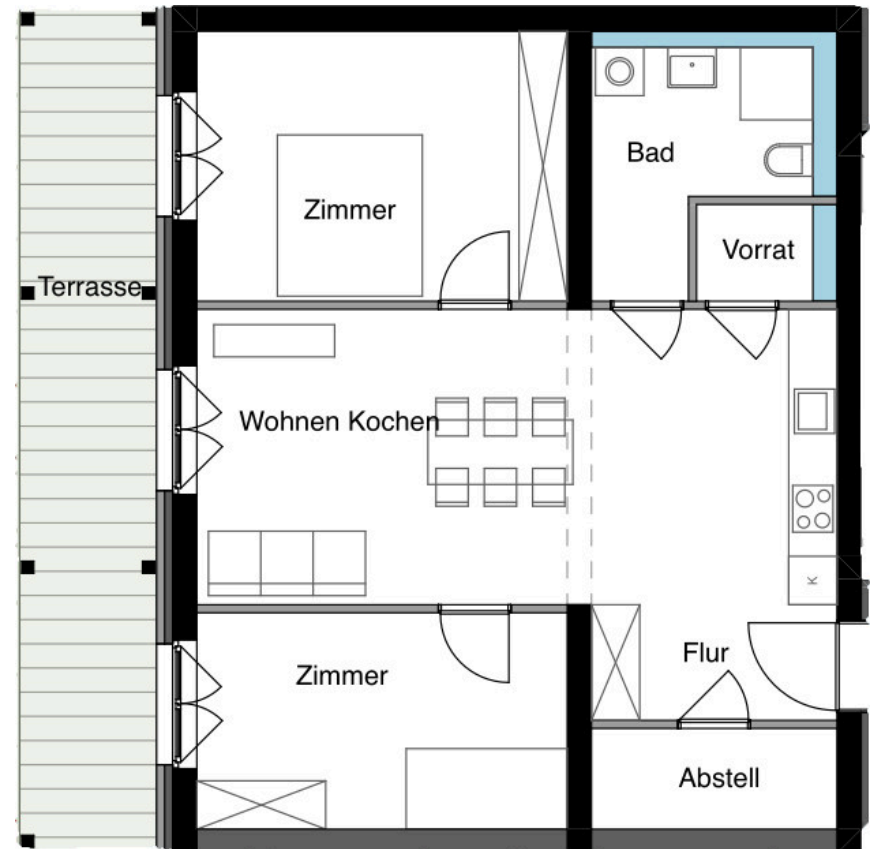 Bad
Zimmer
Vorrat
Terrasse
Wohnen Kochen
K
Flur
Zimmer
Abstell